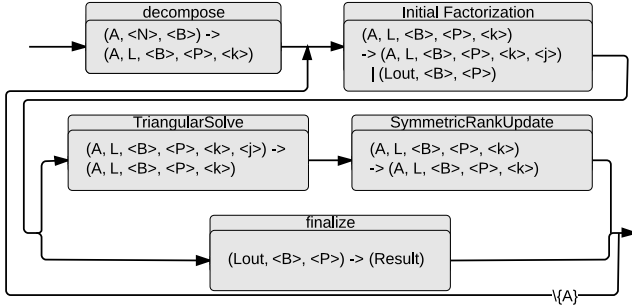 decompose
(A, <N>, <B>) ->
(A, L, <B>, <P>, <k>)
Initial Factorization
(A, L, <B>, <P>, <k>)
-> (A, L, <B>, <P>, <k>, <j>)
| (Lout, <B>, <P>)
TriangularSolve
(A, L, <B>, <P>, <k>, <j>) ->
(A, L, <B>, <P>, <k>)
SymmetricRankUpdate
(A, L, <B>, <P>, <k>)
-> (A, L, <B>, <P>, <k>)
finalize
(Lout, <B>, <P>) -> (Result)
\{A}